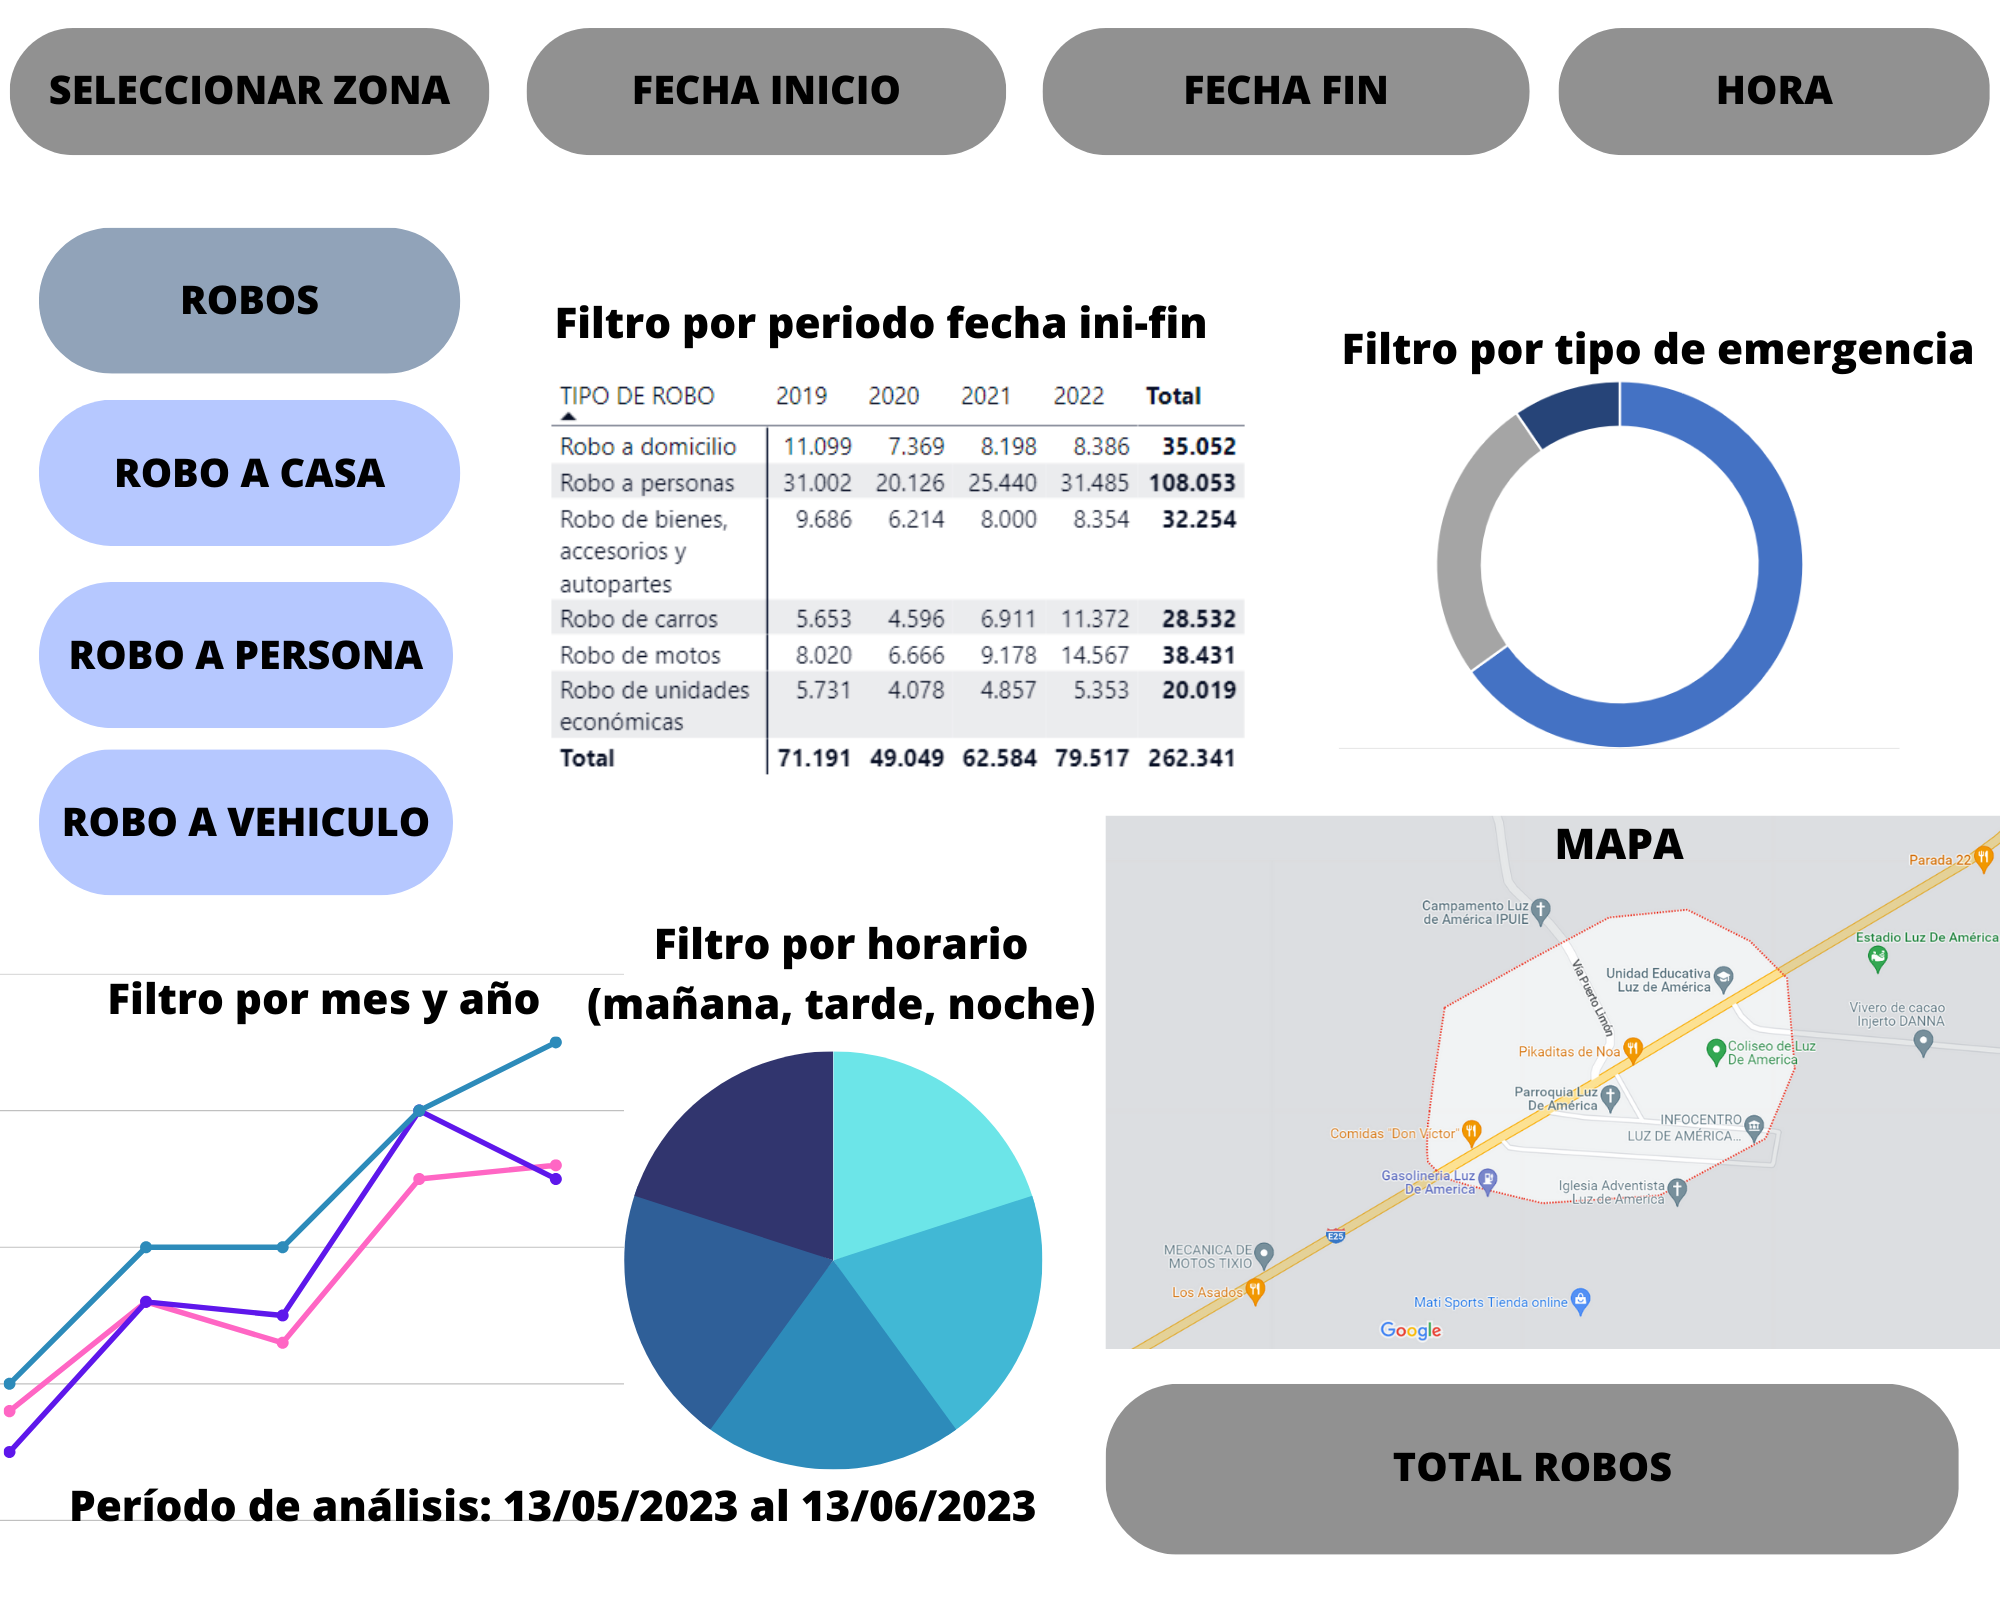 SELECCIONAR ZONA
FECHA INICIO
FECHA FIN
HORA
ROBOS
ROBO A CASA
ROBO A PERSONA
ROBO A VEHICULO
Filtro por periodo fecha ini-fin
TIPO DE ROBO 2019 2020 2021 2022 Total
Robo a domicilio 11.099 7.369 8.198 8.386 35.052
Robo a personas 31.002 20.126 25.440 31.485 108.053
Robo de bienes, 9.686 6.214 8.000 8.354 32.254
accesorios y
autopartes
Robo de carros 5.653 4.596 6.911 11.372 28.532
Robo de motos 8.020 6.666 9.178 14.567 38.431
Robo de unidades 5.731 4.078 4.857 5.353 20.019
económicas
Total 71.191 49.049 62.584 79.517 262.341
Filtro por tipo de emergencia
Filtro por mes y año
Filtro por horario
(mañana, tarde, noche)
Período de análisis: 13/05/2023 al 13/06/2023
MAPA
Parada 22
Campamento Luz
de América IPUIE
Estadio Luz De América
Vía Puerto Limón
Unidad Educativa
Luz de América
Vivero de cacao
Injerto DANNA
Pikaditas de Noa
Coliseo de Luz
De America
Parroquia Luz
De América
INFOCENTRO
LUZ DE AMÉRICA...
Comidas "Don Victor"
Gasolineria Luz
De America
Iglesia Adventista
Luz de America
E25
MECANICA DE
MOTOS TIXIO
Los Asados
Mati Sports Tienda online
Google
TOTAL ROBOS